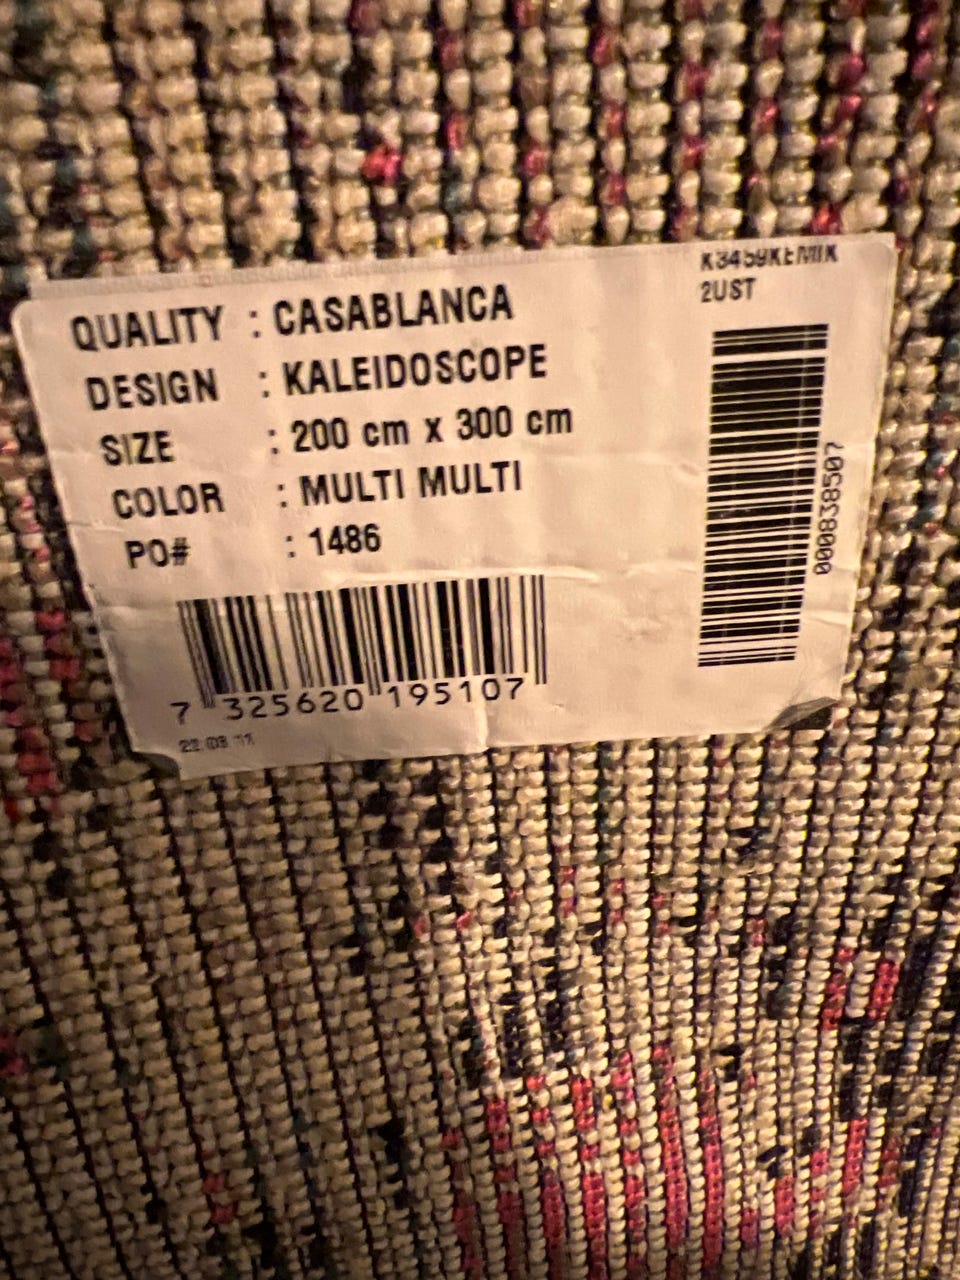 QUALITY : CASABLANCA
DESIGN : KALEIDOSCOPE
SIZE : 200 cm x 300 cm
COLOR : MULTI MULTI
PO# : 1486
7 325620 195107
2UST
000838507